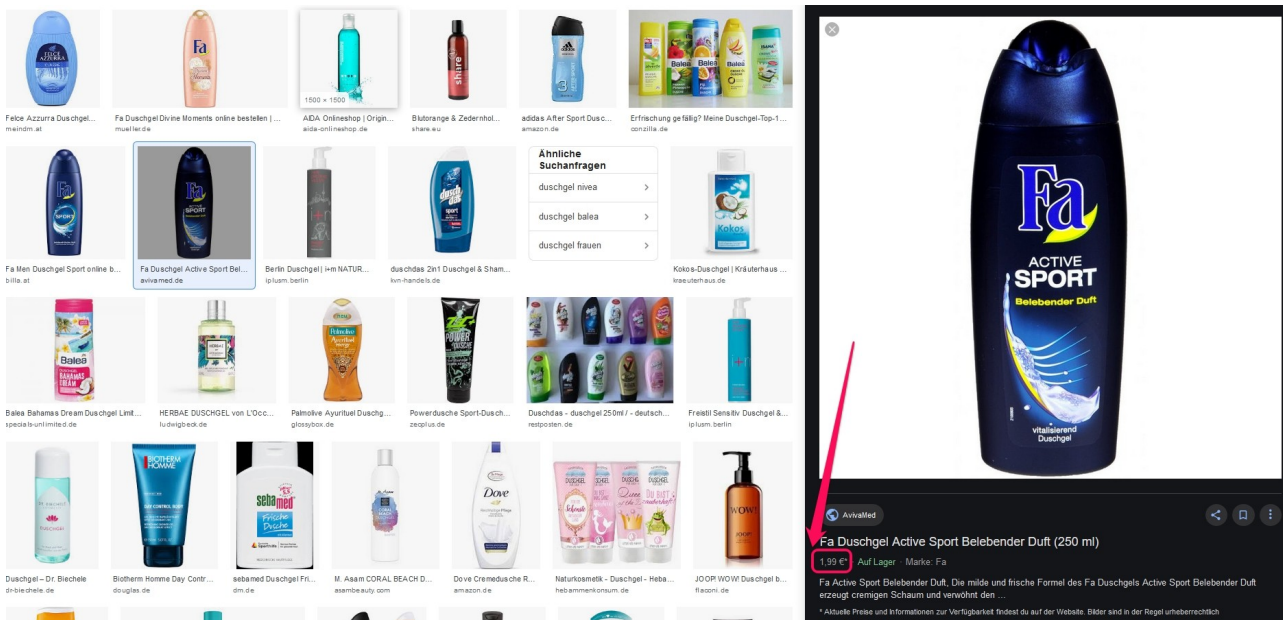 Felce Azzurra Duschgel...
meindm.at
Fa Duschgel Divine Moments online bestellen | ...
mueller.de
1500 × 1500
AIDA Onlineshop | Origin...
aida-onlineshop.de
Blutorange & Zedernhol...
share.eu
adidas After Sport Dusc...
amazon.de
Erfrischung gefällig? Meine Duschgel-Top-1...
conzilla.de
Fa Men Duschgel Sport online b...
billa.at
Fa Duschgel Active Sport Bel...
avivamed.de
Berlin Duschgel | i+m NATUR...
iplusm.berlin
duschdas 2in1 Duschgel & Sham...
kvn-handels.de
Ähnliche
Suchanfragen
duschgel nivea
duschgel balea
duschgel frauen
Kokos-Duschgel | Kräuterhaus ...
kraeuterhaus.de
Balea Bahamas Dream Duschgel Limit...
specials-unlimited.de
HERBAE DUSCHGEL von L'Occ...
ludwigbeck.de
Palmolive Ayurituel Duschg...
glossybox.de
Powerdusche Sport-Dusch...
zecplus.de
Duschdas - duschgel 250ml / - deutsch...
restposten.de
Freistil Sensitiv Duschgel &...
iplusm.berlin
Duschgel – Dr. Biechele
dr-biechele.de
Biotherm Homme Day Contr...
douglas.de
sebamed Duschgel Fri...
dm.de
M. Asam CORAL BEACH D...
asambeauty.com
Dove Cremedusche R...
amazon.de
Naturkosmetik - Duschgel - Heba...
hebammenkonsum.de
JOOP! WOW! Duschgel b...
flaconi.de
Fa
ACTIVE
SPORT
Belebender Duft
vitalisierend
Duschgel
AvivaMed
Fa Duschgel Active Sport Belebender Duft (250 ml)
1,99 €* Auf Lager · Marke: Fa
Fa Active Sport Belebender Duft, Die milde und frische Formel des Fa Duschgels Active Sport Belebender Duft
erzeugt cremigen Schaum und verwöhnt den ...
* Aktuelle Preise und Informationen zur Verfügbarkeit findest du auf der Website. Bilder sind in der Regel urheberrechtlich